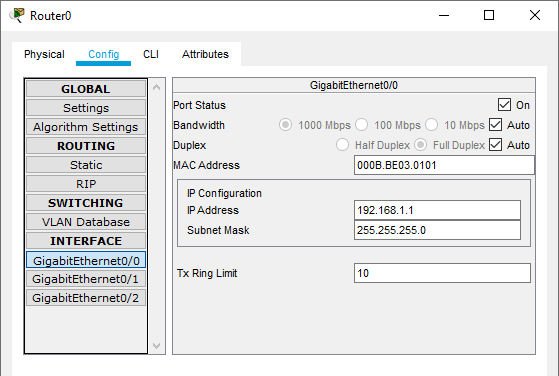 Router0
Physical Config CLI Attributes
GLOBAL
Settings
Algorithm Settings
ROUTING
Static
RIP
SWITCHING
VLAN Database
INTERFACE
GigabitEthernet0/0
GigabitEthernet0/1
GigabitEthernet0/2
GigabitEthernet0/0
Port Status On
Bandwidth 1000 Mbps 100 Mbps 10 Mbps Auto
Duplex Half Duplex Full Duplex Auto
MAC Address 000B.BE03.0101
IP Configuration
IP Address 192.168.1.1
Subnet Mask 255.255.255.0
Tx Ring Limit 10